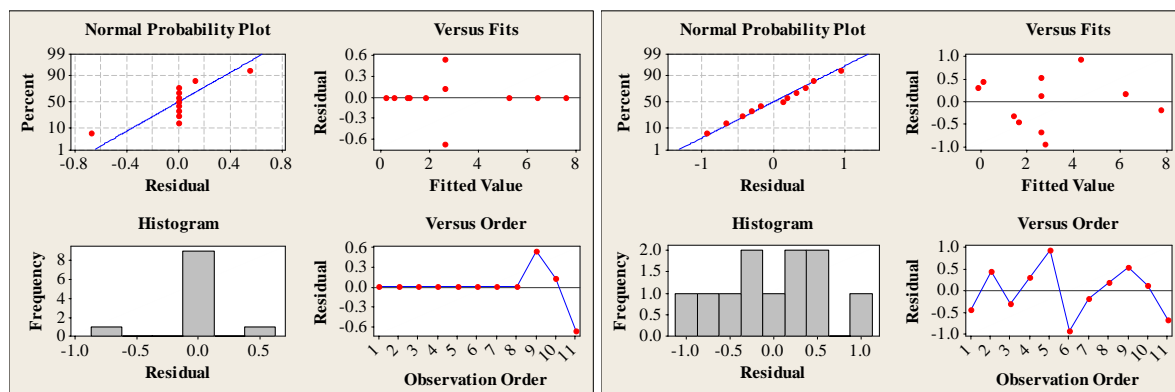 Normal Probability Plot
Versus Fits
99
90
50
10
1
Percent
-0.8
-0.4
0.0
0.4
0.8
Residual
0.6
0.3
0.0
-0.3
-0.6
Residual
0
2
4
6
8
Fitted Value
Histogram
Versus Order
8
6
4
2
0
Frequency
-1.0
-0.5
0.0
0.5
Residual
0.6
0.3
0.0
-0.3
-0.6
Residual
1 2 3 4 5 6 7 8 9 10 11
Observation Order
Normal Probability Plot
Versus Fits
99
90
50
10
1
Percent
-1
0
1
Residual
1.0
0.5
0.0
-0.5
-1.0
Residual
0
2
4
6
8
Fitted Value
Histogram
Versus Order
2.0
1.5
1.0
0.5
0.0
Frequency
-1.0
-0.5
0.0
0.5
1.0
Residual
1.0
0.5
0.0
-0.5
-1.0
Residual
1 2 3 4 5 6 7 8 9 10 11
Observation Order